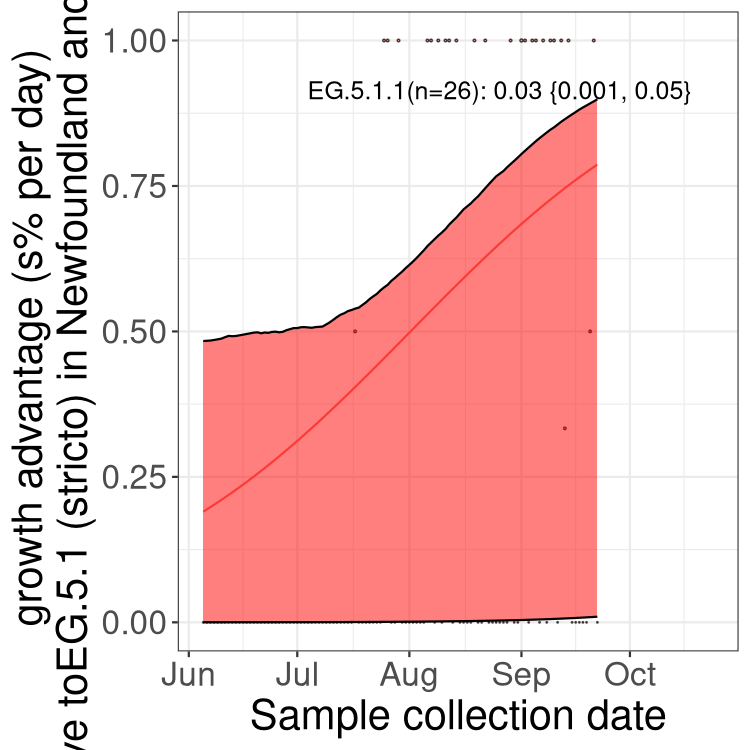 growth advantage (s% per day)
toEG.5.1 (stricto) in Newfoundland and
1.00
0.75
0.50
0.25
0.00
EG.5.1.1(n=26): 0.03 {0.001, 0.05}
Jun Jul Aug Sep Oct
Sample collection date